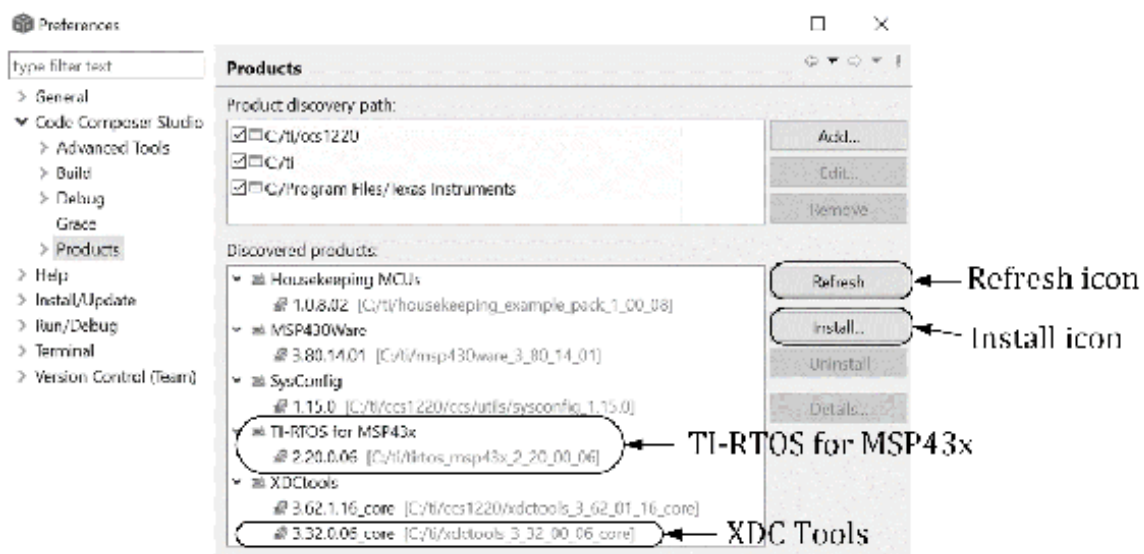 Preferences
type filter text
> General
Code Composer Studio
> Advanced Tools
> Build
> Debug
Grace
> Products
> Help
> Install/Update
> Run/Debug
> Terminal
> Version Control (Team)
Products
Product discovery path:
C:/ti/ccs1220
C:/ti
C:/Program Files/Texas Instruments
Add...
Edit...
Remove
Discovered products:
Housekeeping MCUs
1.0.8.02 [C:/ti/housekeeping_example_pack_1_00_08]
MSP430Ware
3.80.14.01 [C:/ti/msp430ware_3_80_14_01]
SysConfig
1.15.0 [C:/ti/ccs1220/ccs/utils/sysconfig_1.15.0]
TI-RTOS for MSP43x
2.20.0.06 [C:/ti/tirtos_msp43x_2_20_00_06]
XDCtools
3.62.1.16_core [C:/ti/ccs1220/xdctools_3_62_01_16_core]
3.32.0.06_core [C:/ti/xdctools_3_32_00_06_core]
Refresh
Install...
Uninstall
Details...
Refresh icon
Install icon
TI-RTOS for MSP43x
XDC Tools